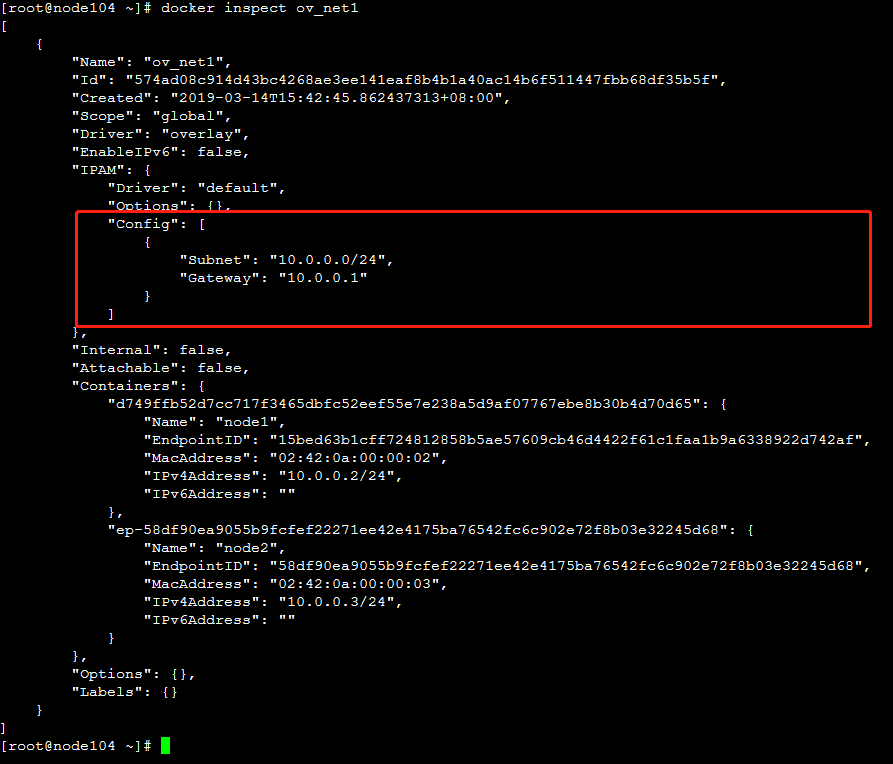 [root@node104 ~]# docker inspect ov_net1
[
    {
        "Name": "ov_net1",
        "Id": "574ad08c914d43bc4268ae3ee141eaf8b4b1a40ac14b6f511447fbb68df35b5f",
        "Created": "2019-03-14T15:42:45.862437313+08:00",
        "Scope": "global",
        "Driver": "overlay",
        "EnableIPv6": false,
        "IPAM": {
            "Driver": "default",
            "Options": {},
            "Config": [
                {
                    "Subnet": "10.0.0.0/24",
                    "Gateway": "10.0.0.1"
                }
            ]
        },
        "Internal": false,
        "Attachable": false,
        "Containers": {
            "d749ffb52d7cc717f3465dbfc52eef55e7e238a5d9af07767ebe8b30b4d70d65": {
                "Name": "node1",
                "EndpointID": "15bed63b1cff724812858b5ae57609cb46d4422f61c1faa1b9a6338922d742af",
                "MacAddress": "02:42:0a:00:00:02",
                "IPv4Address": "10.0.0.2/24",
                "IPv6Address": ""
            },
            "ep-58df90ea9055b9fcfef22271ee42e4175ba76542fc6c902e72f8b03e32245d68": {
                "Name": "node2",
                "EndpointID": "58df90ea9055b9fcfef22271ee42e4175ba76542fc6c902e72f8b03e32245d68",
                "MacAddress": "02:42:0a:00:00:03",
                "IPv4Address": "10.0.0.3/24",
                "IPv6Address": ""
            }
        },
        "Options": {},
        "Labels": {}
    }
]
[root@node104 ~]#